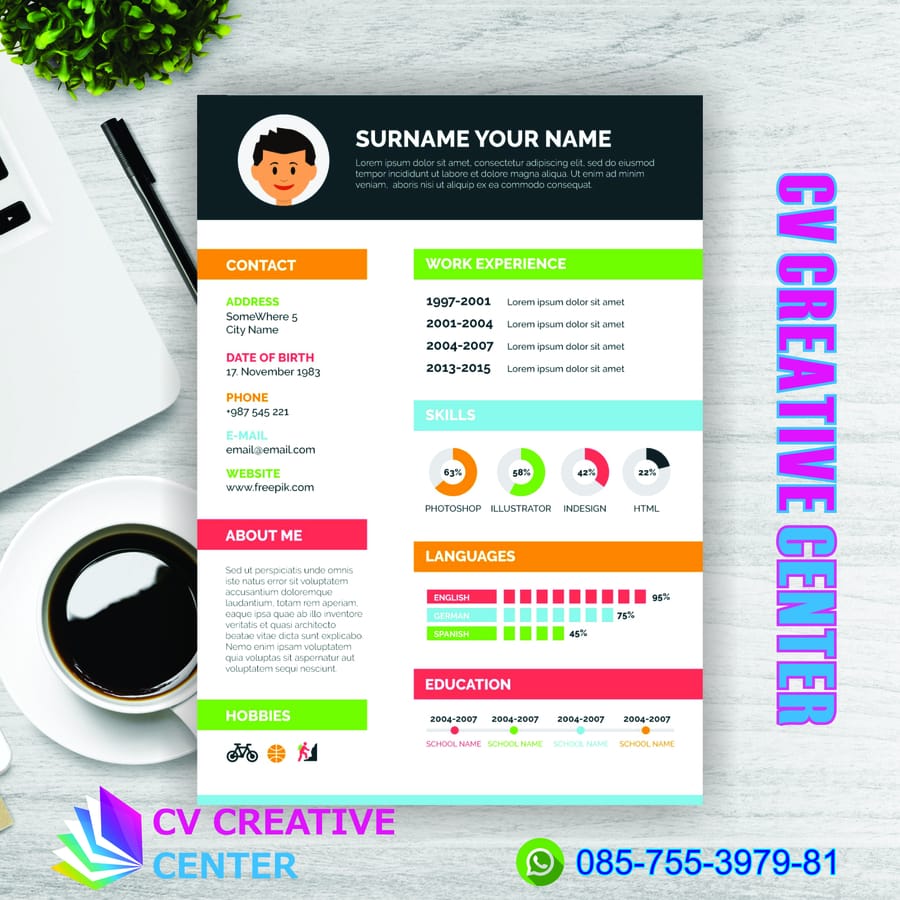 SURNAME YOUR NAME
Lorem ipsum dolor sit amet, consectetur adipiscing elit, sed do eiusmod
tempor incididunt ut labore et dolore magna aliqua. Ut enim ad minim
veniam, aboris nisi ut aliquip ex ea commodo consequat.
CONTACT
ADDRESS
SomeWhere 5
City Name
DATE OF BIRTH
17. November 1983
PHONE
+987 545 221
E-MAIL
email@email.com
WEBSITE
www.freepik.com
ABOUT ME
Sed ut perspiciatis unde omnis
iste natus error sit voluptatem
accusantium doloremque
laudantium, totam rem aperiam,
eaque ipsa quae ab illo inventore
veritatis et quasi architecto
beatae vitae dicta sunt explicabo.
Nemo enim ipsam voluptatem
quia voluptas sit aspernatur aut
voluptatem sequi nesciunt.
HOBBIES
WORK EXPERIENCE
1997-2001 Lorem ipsum dolor sit amet
2001-2004 Lorem ipsum dolor sit amet
2004-2007 Lorem ipsum dolor sit amet
2013-2015 Lorem ipsum dolor sit amet
SKILLS
63% 58% 42% 22%
PHOTOSHOP ILLUSTRATOR INDESIGN HTML
LANGUAGES
ENGLISH 95%
GERMAN 75%
SPANISH 45%
EDUCATION
2004-2007 2004-2007 2004-2007 2004-2007
SCHOOL NAME SCHOOL NAME SCHOOL NAME SCHOOL NAME
CV CREATIVE CENTER
CV CREATIVE
CENTER
085-755-3979-81